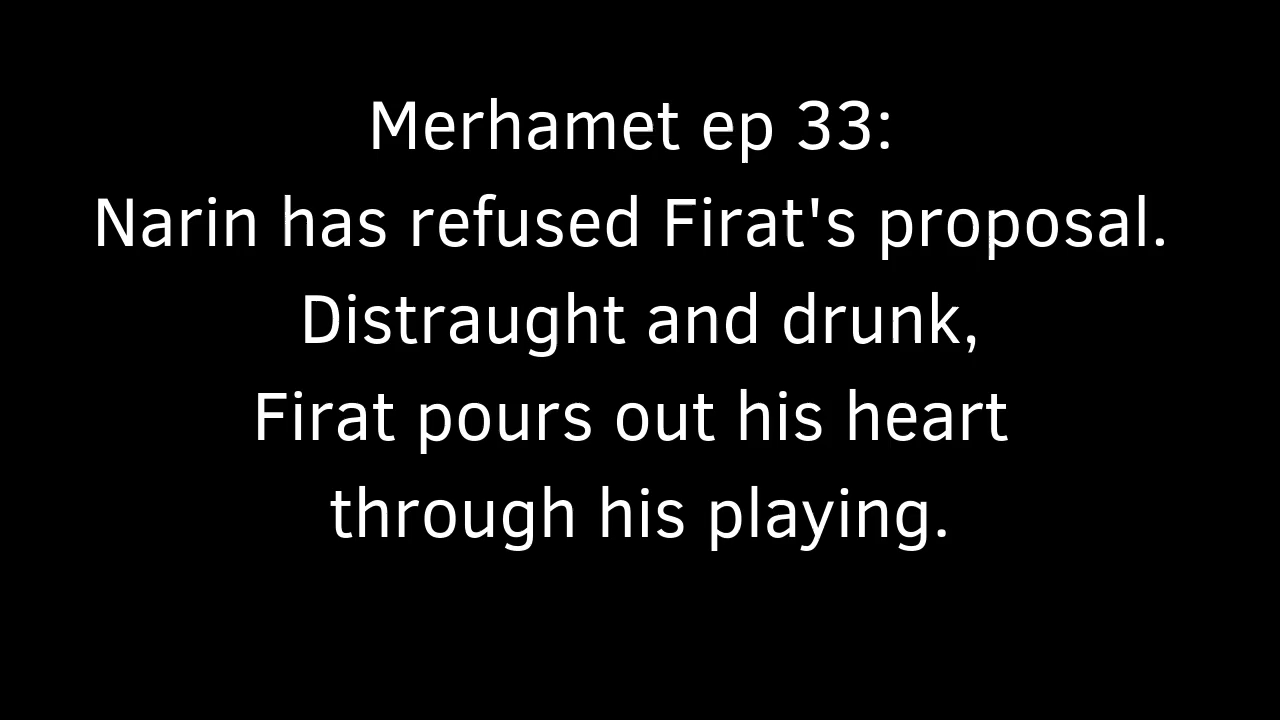 Merhamet ep 33:
Narin has refused Firat's proposal.
Distraught and drunk,
Firat pours out his heart
through his playing.